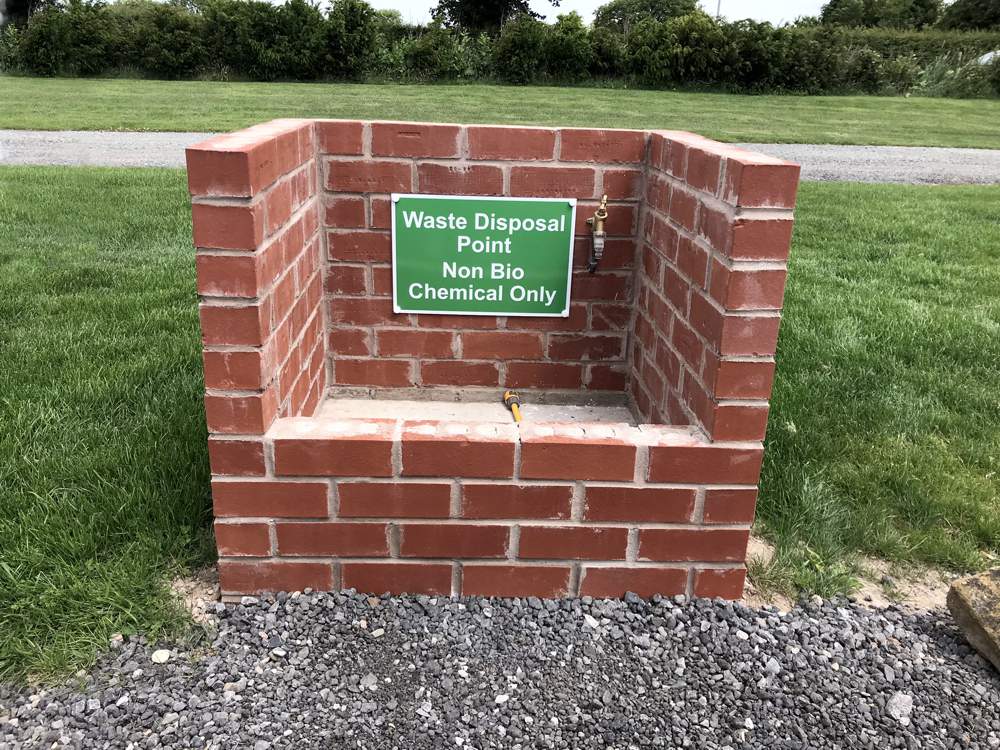 Waste Disposal
Point
Non Bio
Chemical Only